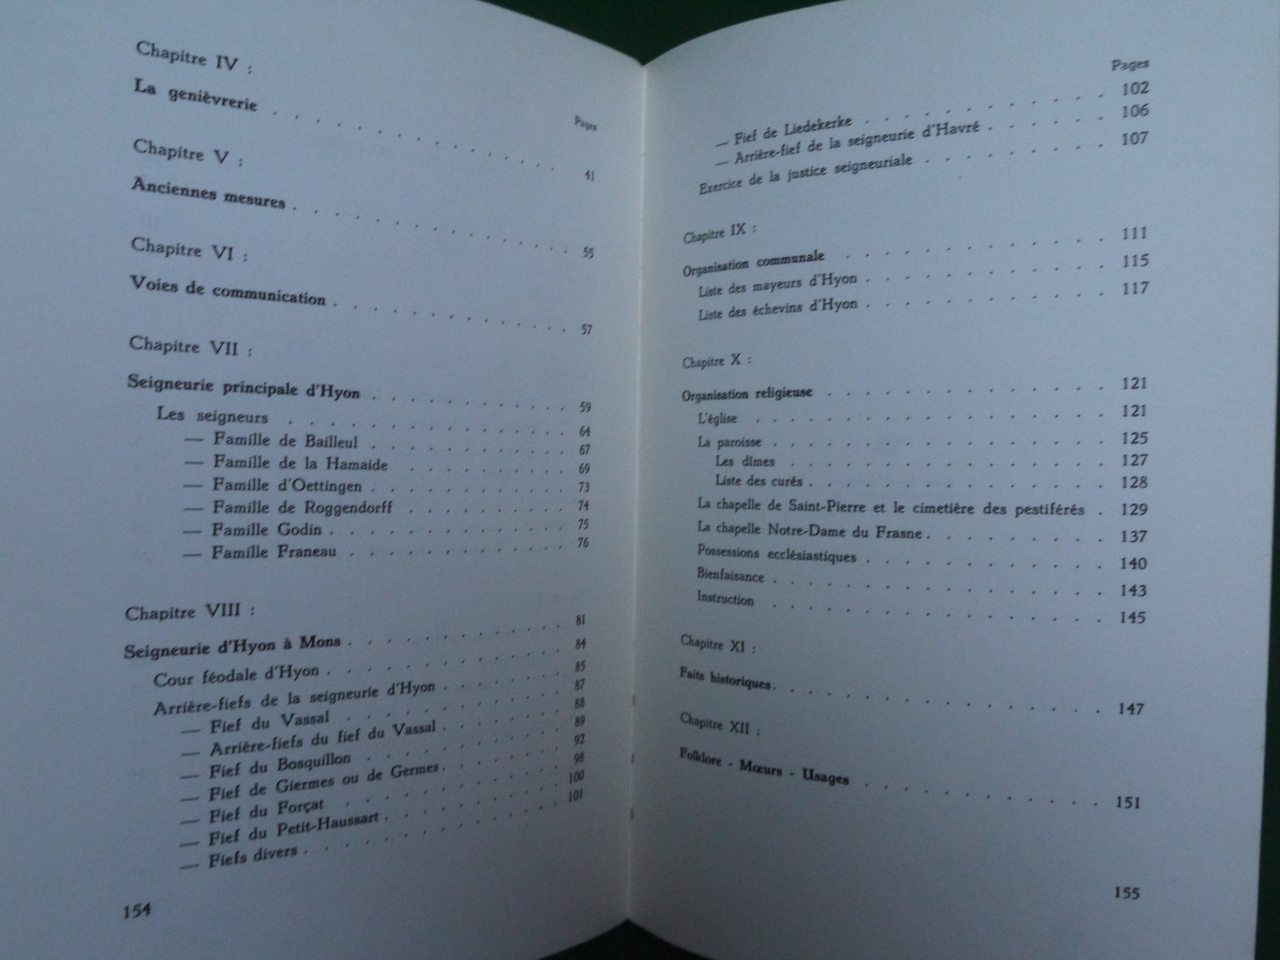 Chapitre IV :
Pages
La genièvrerie . . . . . . . . . . . . . . 41
Chapitre V :
Anciennes mesures . . . . . . . . . . . . . 55
Chapitre VI :
Voies de communication . . . . . . . . . . . . 57
Chapitre VII :
Seigneurie principale d'Hyon . . . . . . . . . . . 59
Les seigneurs . . . . . . . . . . . . . . 64
— Famille de Bailleul . . . . . . . . . . . 67
— Famille de la Hamaide . . . . . . . . . . 69
— Famille d'Oettingen . . . . . . . . . . . 73
— Famille de Roggendorff . . . . . . . . . . 74
— Famille Godin . . . . . . . . . . . . . 75
— Famille Franeau . . . . . . . . . . . . 76
Chapitre VIII :
Seigneurie d'Hyon à Mons . . . . . . . . . . . . 81
Cour féodale d'Hyon . . . . . . . . . . . . 84
Arrière-fiefs de la seigneurie d'Hyon . . . . . . . 85
— Fief du Vassal . . . . . . . . . . . . 87
— Arrière-fiefs du fief du Vassal . . . . . . . 88
— Fief du Bosquillon . . . . . . . . . . . 89
— Fief de Giermes ou de Germes . . . . . . . 92
— Fief du Forçat . . . . . . . . . . . . 98
— Fief du Petit-Haussart . . . . . . . . . . 100
— Fiefs divers . . . . . . . . . . . . . 101
154
Pages
— Fief de Liedekerke . . . . . . . . . . . 102
— Arrière-fief de la seigneurie d'Havré . . . . . . 106
Exercice de la justice seigneuriale . . . . . . . . . 107
Chapitre IX :
Organisation communale . . . . . . . . . . . . 111
Liste des mayeurs d'Hyon . . . . . . . . . . . 115
Liste des échevins d'Hyon . . . . . . . . . . . 117
Chapitre X :
Organisation religieuse . . . . . . . . . . . . . 121
L'église . . . . . . . . . . . . . . . . 121
La paroisse . . . . . . . . . . . . . . . 125
Les dîmes . . . . . . . . . . . . . . . 127
Liste des curés . . . . . . . . . . . . . . 128
La chapelle de Saint-Pierre et le cimetière des pestiférés . 129
La chapelle Notre-Dame du Frasne . . . . . . . . 137
Possessions ecclésiastiques . . . . . . . . . . . 140
Bienfaisance . . . . . . . . . . . . . . . 143
Instruction . . . . . . . . . . . . . . . 145
Chapitre XI :
Faits historiques . . . . . . . . . . . . . . . 147
Chapitre XII :
Folklore - Mœurs - Usages . . . . . . . . . . . 151
155